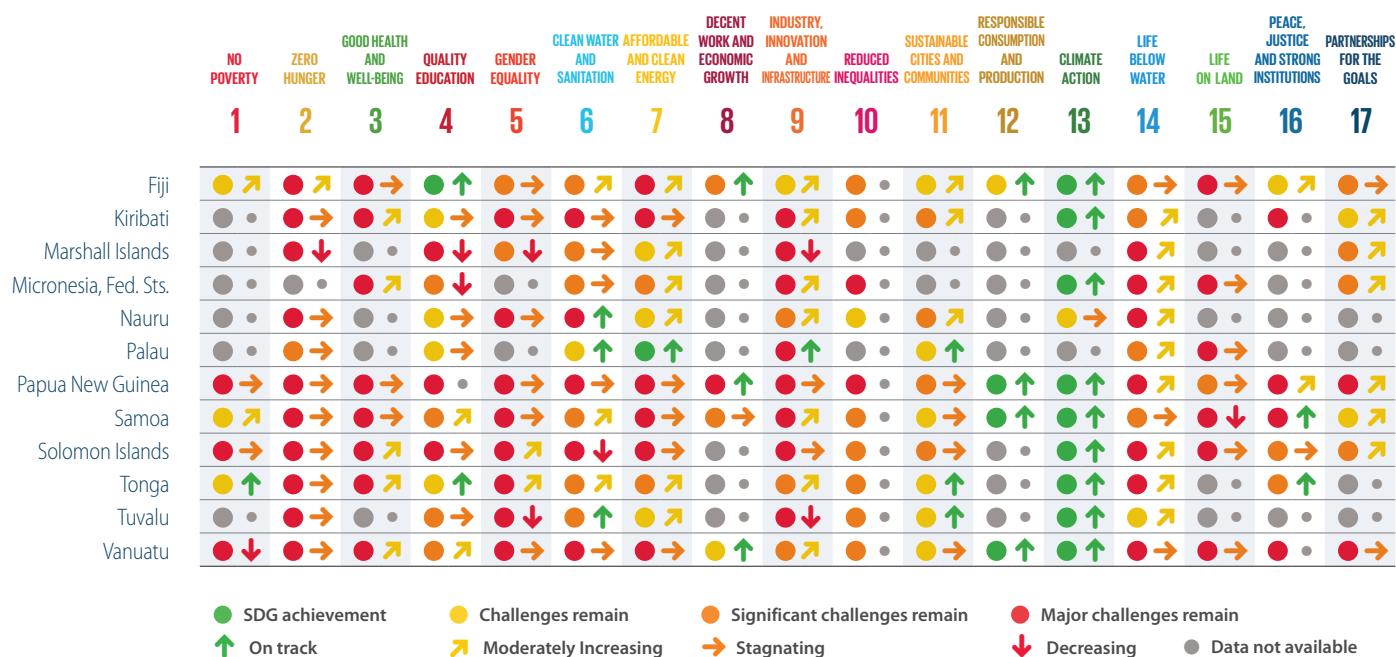 NO
POVERTY
1
ZERO
HUNGER
2
GOOD HEALTH
AND
WELL-BEING
3
QUALITY
EDUCATION
4
GENDER
EQUALITY
5
CLEAN WATER
AND
SANITATION
6
AFFORDABLE
AND CLEAN
ENERGY
7
DECENT
WORK AND
ECONOMIC
GROWTH
8
INDUSTRY,
INNOVATION
AND
INFRASTRUCTURE
9
REDUCED
INEQUALITIES
10
SUSTAINABLE
CITIES AND
COMMUNITIES
11
RESPONSIBLE
CONSUMPTION
AND
PRODUCTION
12
CLIMATE
ACTION
13
LIFE
BELOW
WATER
14
LIFE
ON LAND
15
PEACE,
JUSTICE
AND STRONG
INSTITUTIONS
16
PARTNERSHIPS
FOR THE
GOALS
17
Fiji
Kiribati
Marshall Islands
Micronesia, Fed. Sts.
Nauru
Palau
Papua New Guinea
Samoa
Solomon Islands
Tonga
Tuvalu
Vanuatu
SDG achievement
Challenges remain
Significant challenges remain
Major challenges remain
On track
Moderately Increasing
Stagnating
Decreasing
Data not available